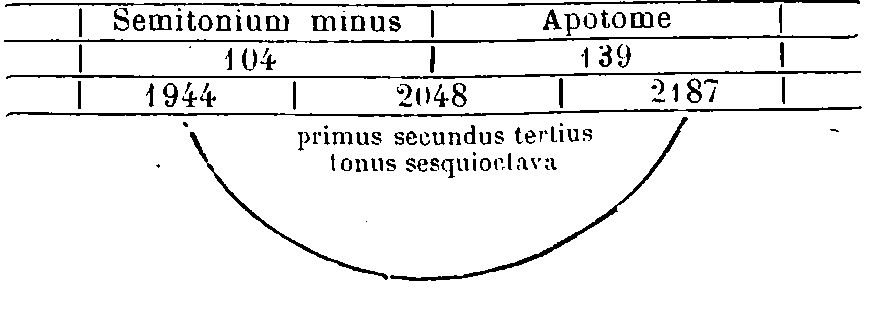 Semitonium minus | Apotome
104 | 139
1944 | 2048 | 2187
primus secundus tertius
tonus sesquioctava